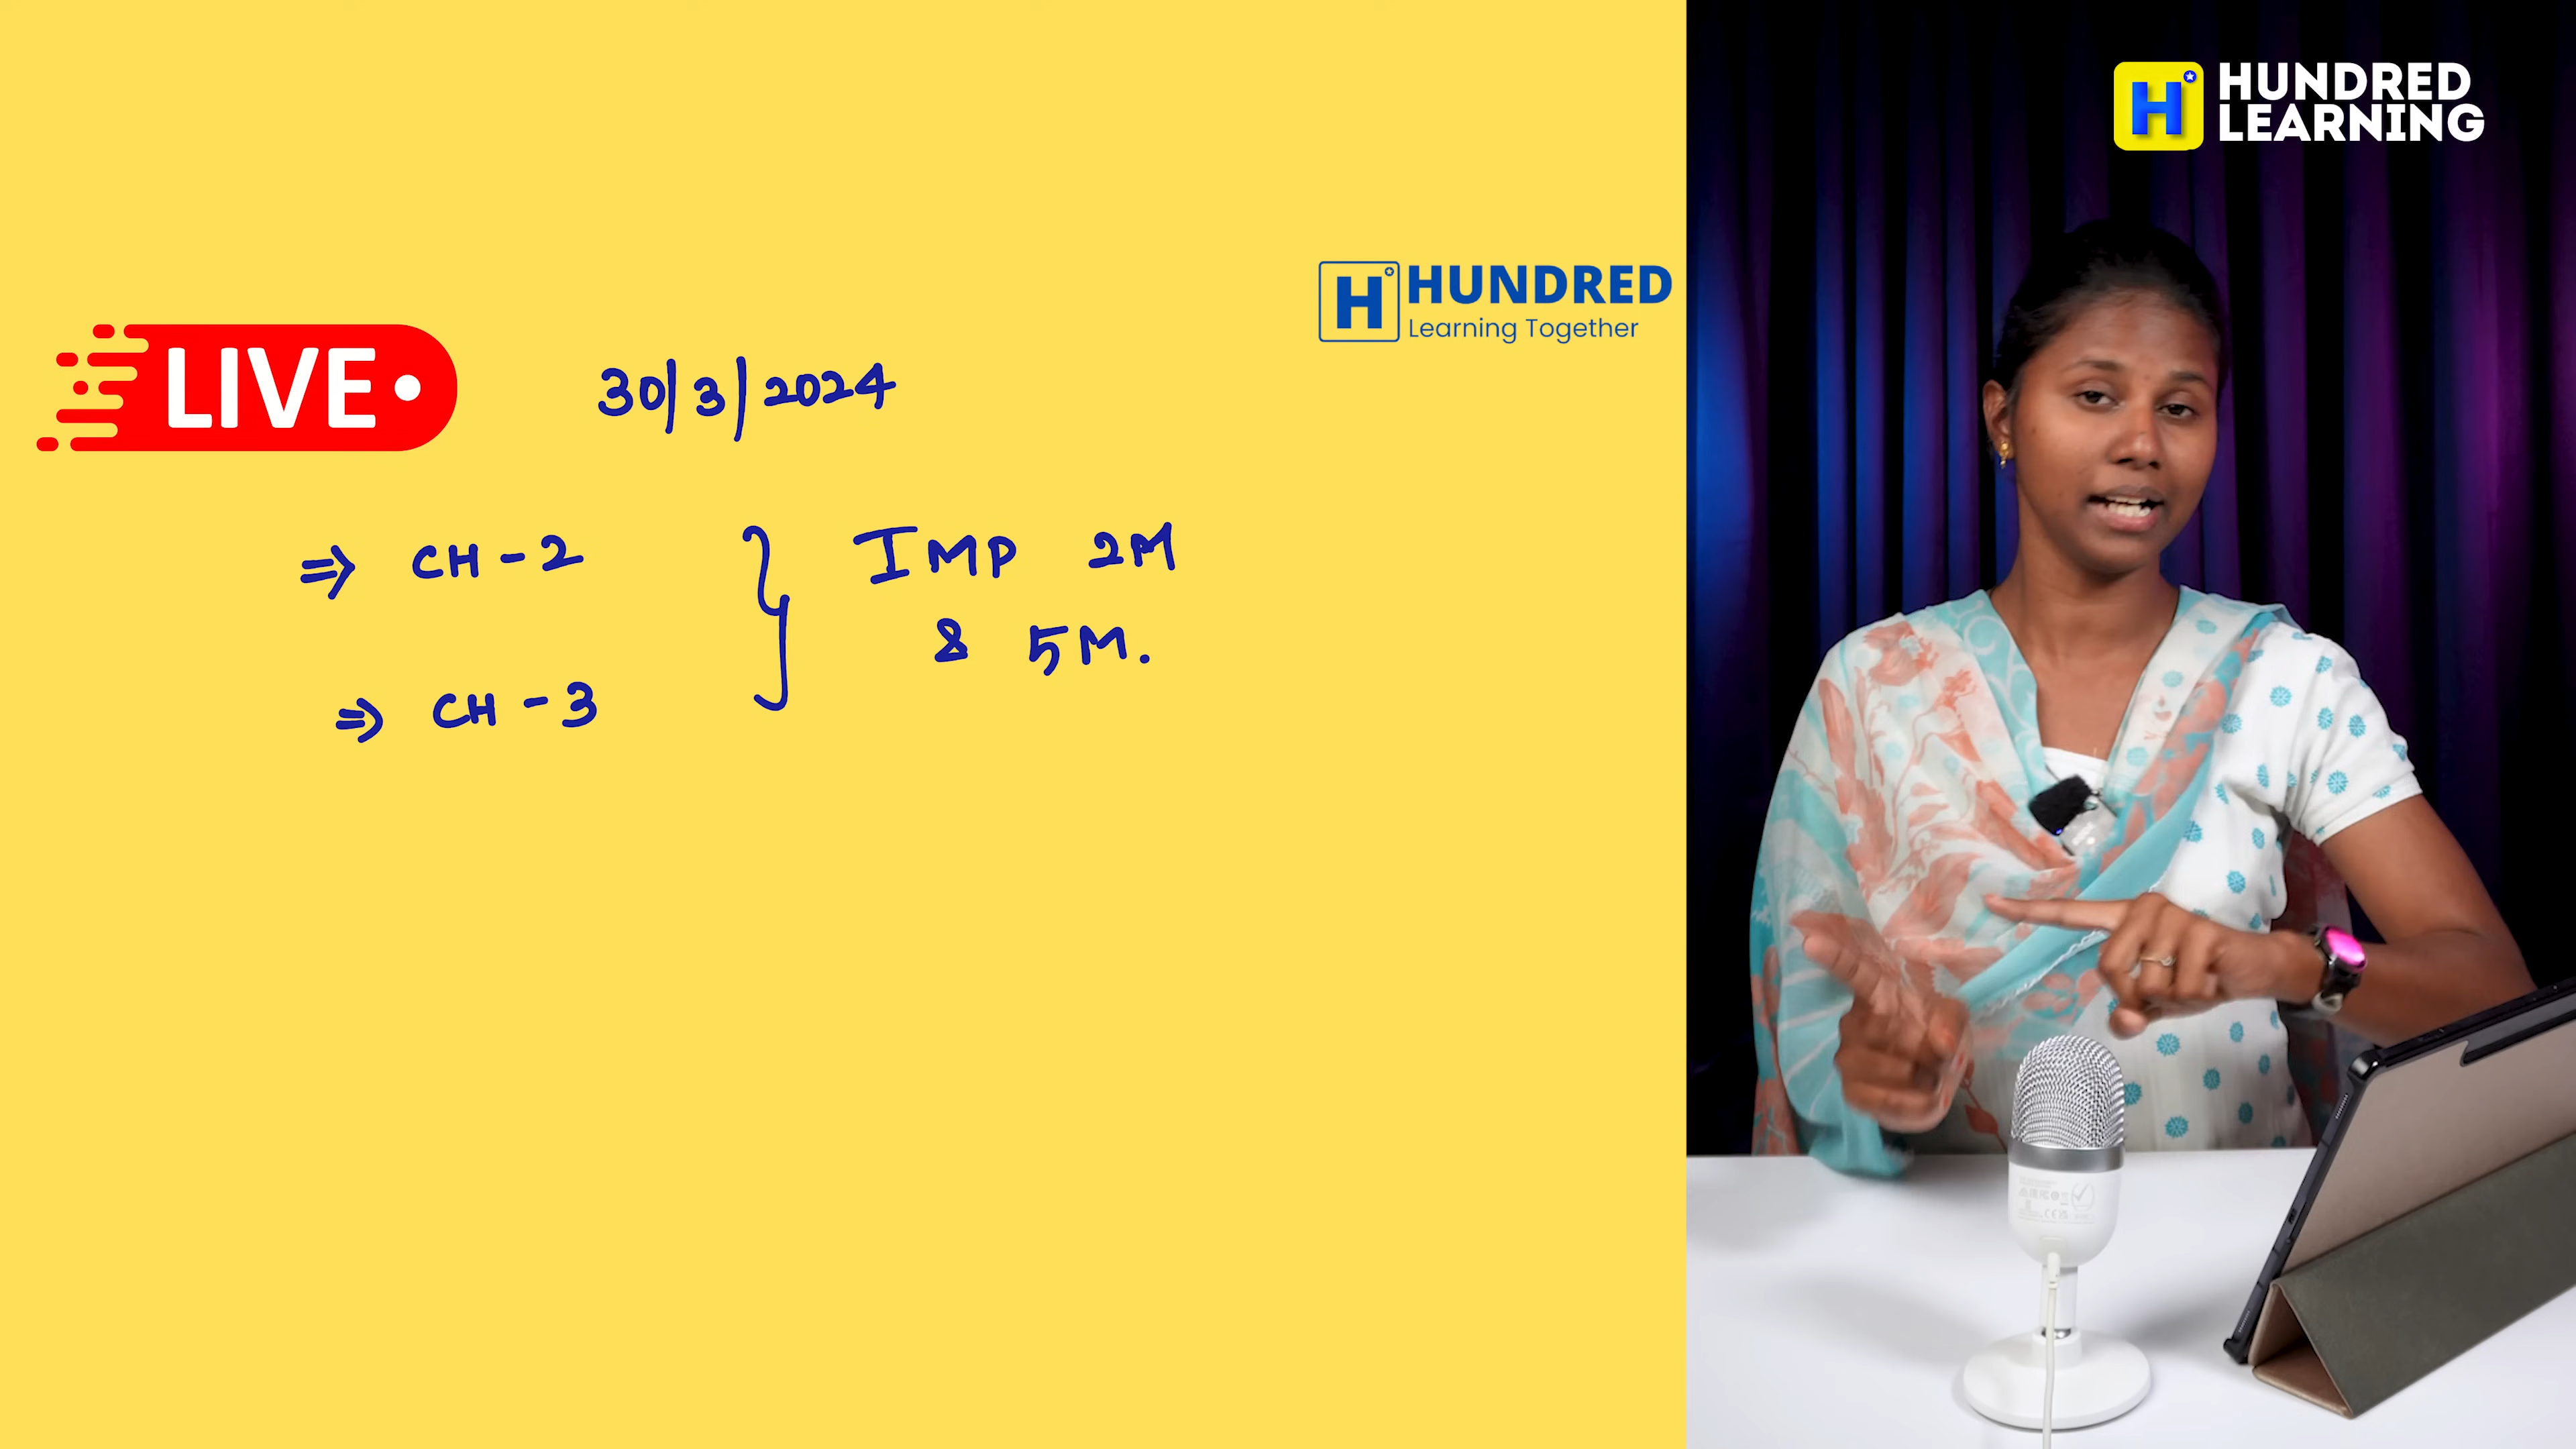 HUNDRED
LEARNING
H
HUNDRED
Learning Together
H
LIVE
30/3/2024
⇒ CH-2
IMP 2M
& 5M.
⇒ CH-3